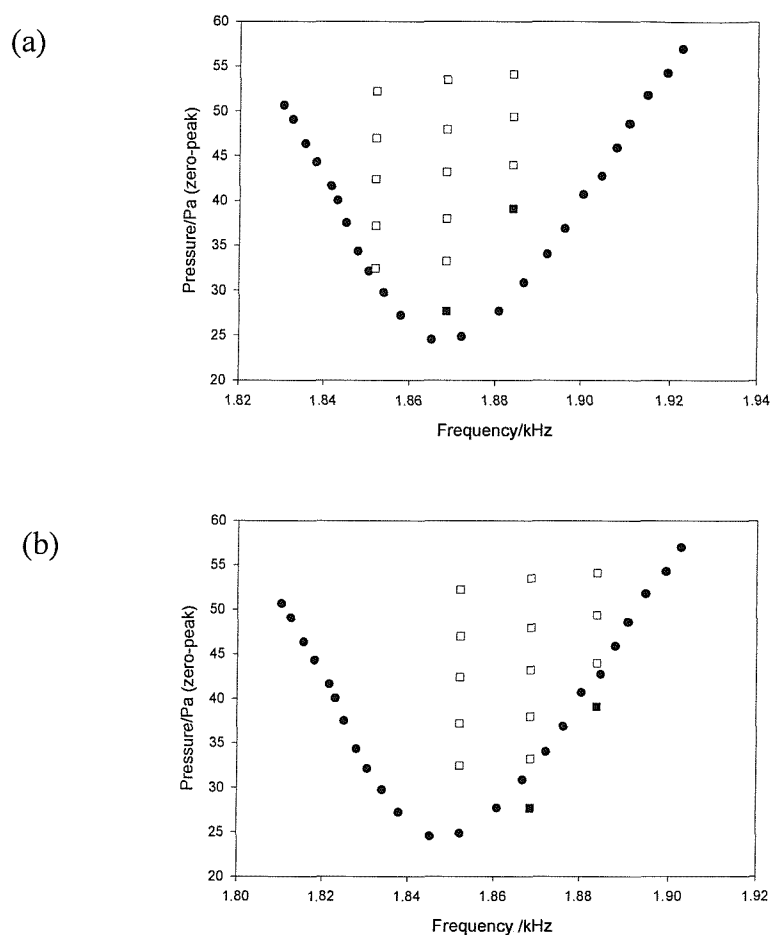 (a)
60
55
50
45
40
35
30
25
20
Pressure/Pa (zero-peak)
1.82 1.84 1.86 1.88 1.90 1.92 1.94
Frequency/kHz
(b)
60
55
50
45
40
35
30
25
20
Pressure/Pa (zero-peak)
1.80 1.82 1.84 1.86 1.88 1.90 1.92
Frequency /kHz